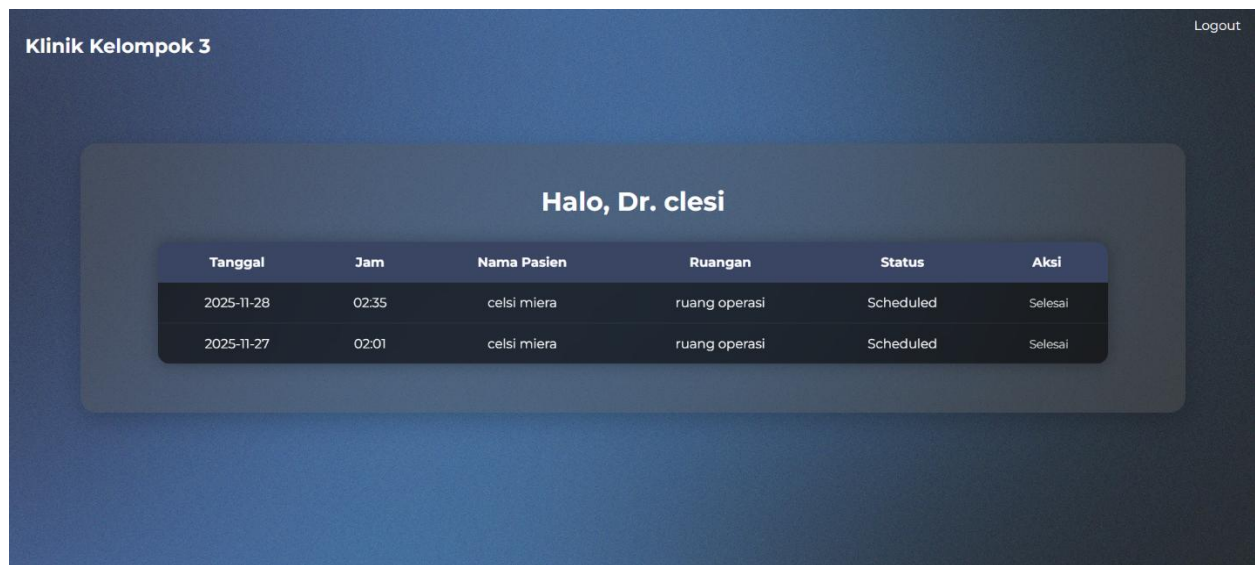 Logout
Klinik Kelompok 3
Halo, Dr. clesi
Tanggal Jam Nama Pasien Ruangan Status Aksi
2025-11-28 02:35 celsi miera ruang operasi Scheduled Selesai
2025-11-27 02:01 celsi miera ruang operasi Scheduled Selesai